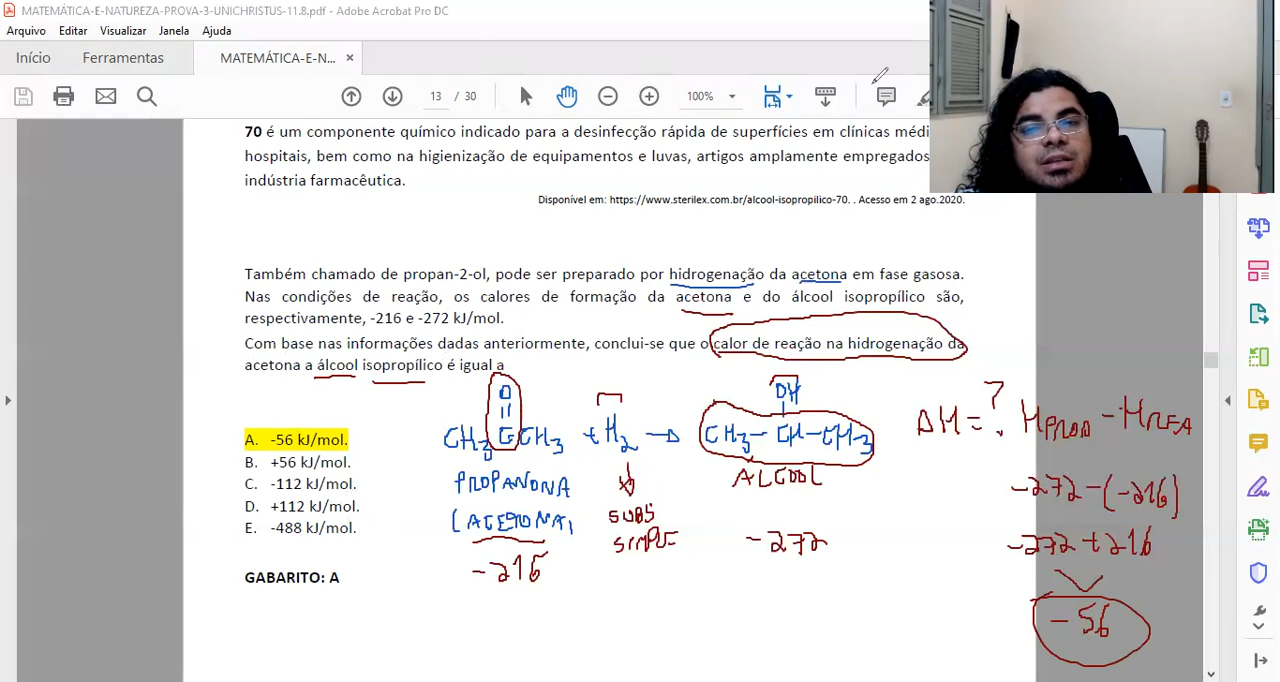 MATEMÁTICA-E-NATUREZA-PROVA-3-UNICHRISTUS-11.8.pdf - Adobe Acrobat Pro DC
Arquivo Editar Visualizar Janela Ajuda
Início Ferramentas MATEMÁTICA-E-N... ×
13 / 30 100%
70 é um componente químico indicado para a desinfecção rápida de superfícies em clínicas médi
hospitais, bem como na higienização de equipamentos e luvas, artigos amplamente empregados
indústria farmacêutica.
Disponível em: https://www.sterilex.com.br/alcool-isopropilico-70. . Acesso em 2 ago.2020.
Também chamado de propan-2-ol, pode ser preparado por hidrogenação da acetona em fase gasosa.
Nas condições de reação, os calores de formação da acetona e do álcool isopropílico são,
respectivamente, -216 e -272 kJ/mol.
Com base nas informações dadas anteriormente, conclui-se que o calor de reação na hidrogenação da
acetona a álcool isopropílico é igual a
A. -56 kJ/mol.
B. +56 kJ/mol.
C. -112 kJ/mol.
D. +112 kJ/mol.
E. -488 kJ/mol.
GABARITO: A
O
OH
CH3 C CH3 + H2 → CH3 - CH - CH3
PROPANONA
(ACETONA)
-216
SUBS
SIMPLE
ALCOOL
-272
ΔH = ? HPROD - HREA
-272 - (-216)
-272 + 216
-56